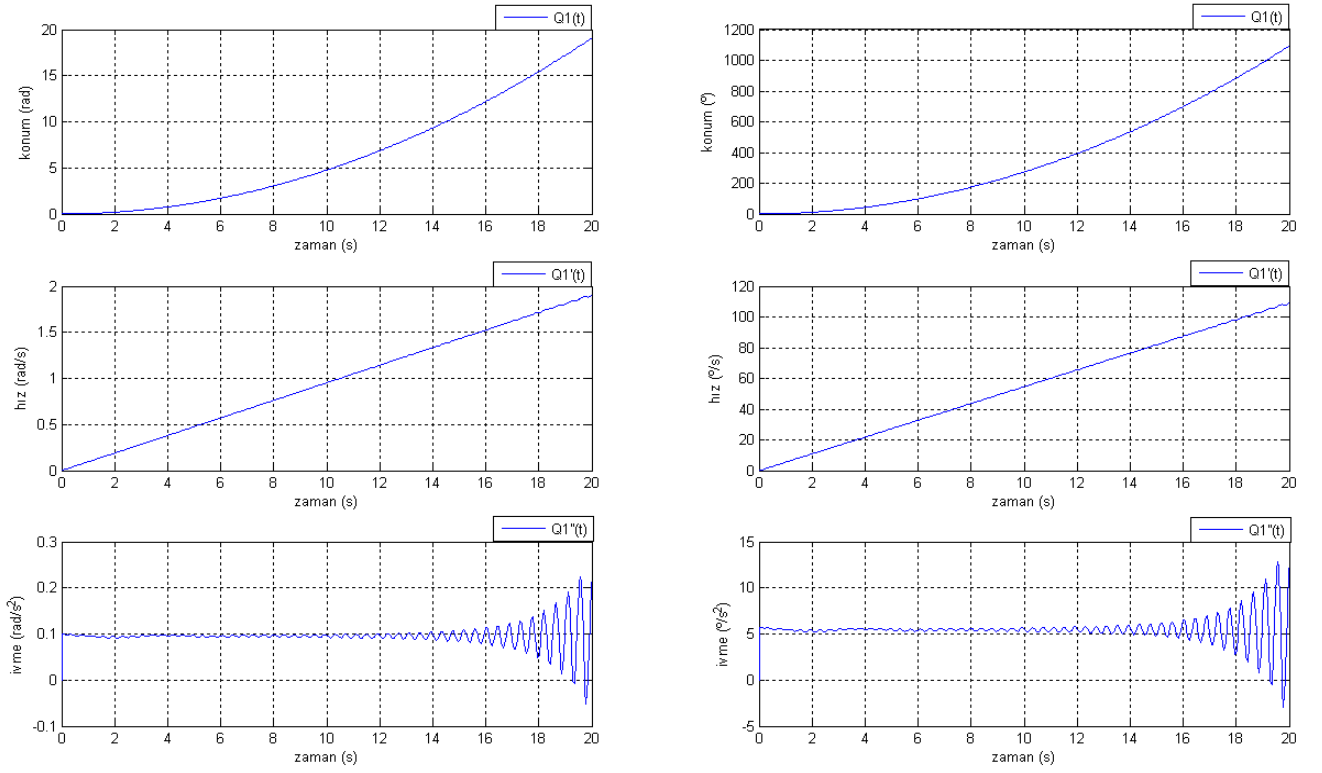 Q1(t)
20
15
10
5
0
konum (rad)
0 2 4 6 8 10 12 14 16 18 20
zaman (s)
Q1(t)
1200
1000
800
600
400
200
0
konum (º)
0 2 4 6 8 10 12 14 16 18 20
zaman (s)
Q1'(t)
2
1.5
1
0.5
0
hız (rad/s)
0 2 4 6 8 10 12 14 16 18 20
zaman (s)
Q1'(t)
120
100
80
60
40
20
0
hız (º/s)
0 2 4 6 8 10 12 14 16 18 20
zaman (s)
Q1''(t)
0.3
0.2
0.1
0
-0.1
ivme (rad/s²)
0 2 4 6 8 10 12 14 16 18 20
zaman (s)
Q1''(t)
15
10
5
0
-5
ivme (º/s²)
0 2 4 6 8 10 12 14 16 18 20
zaman (s)